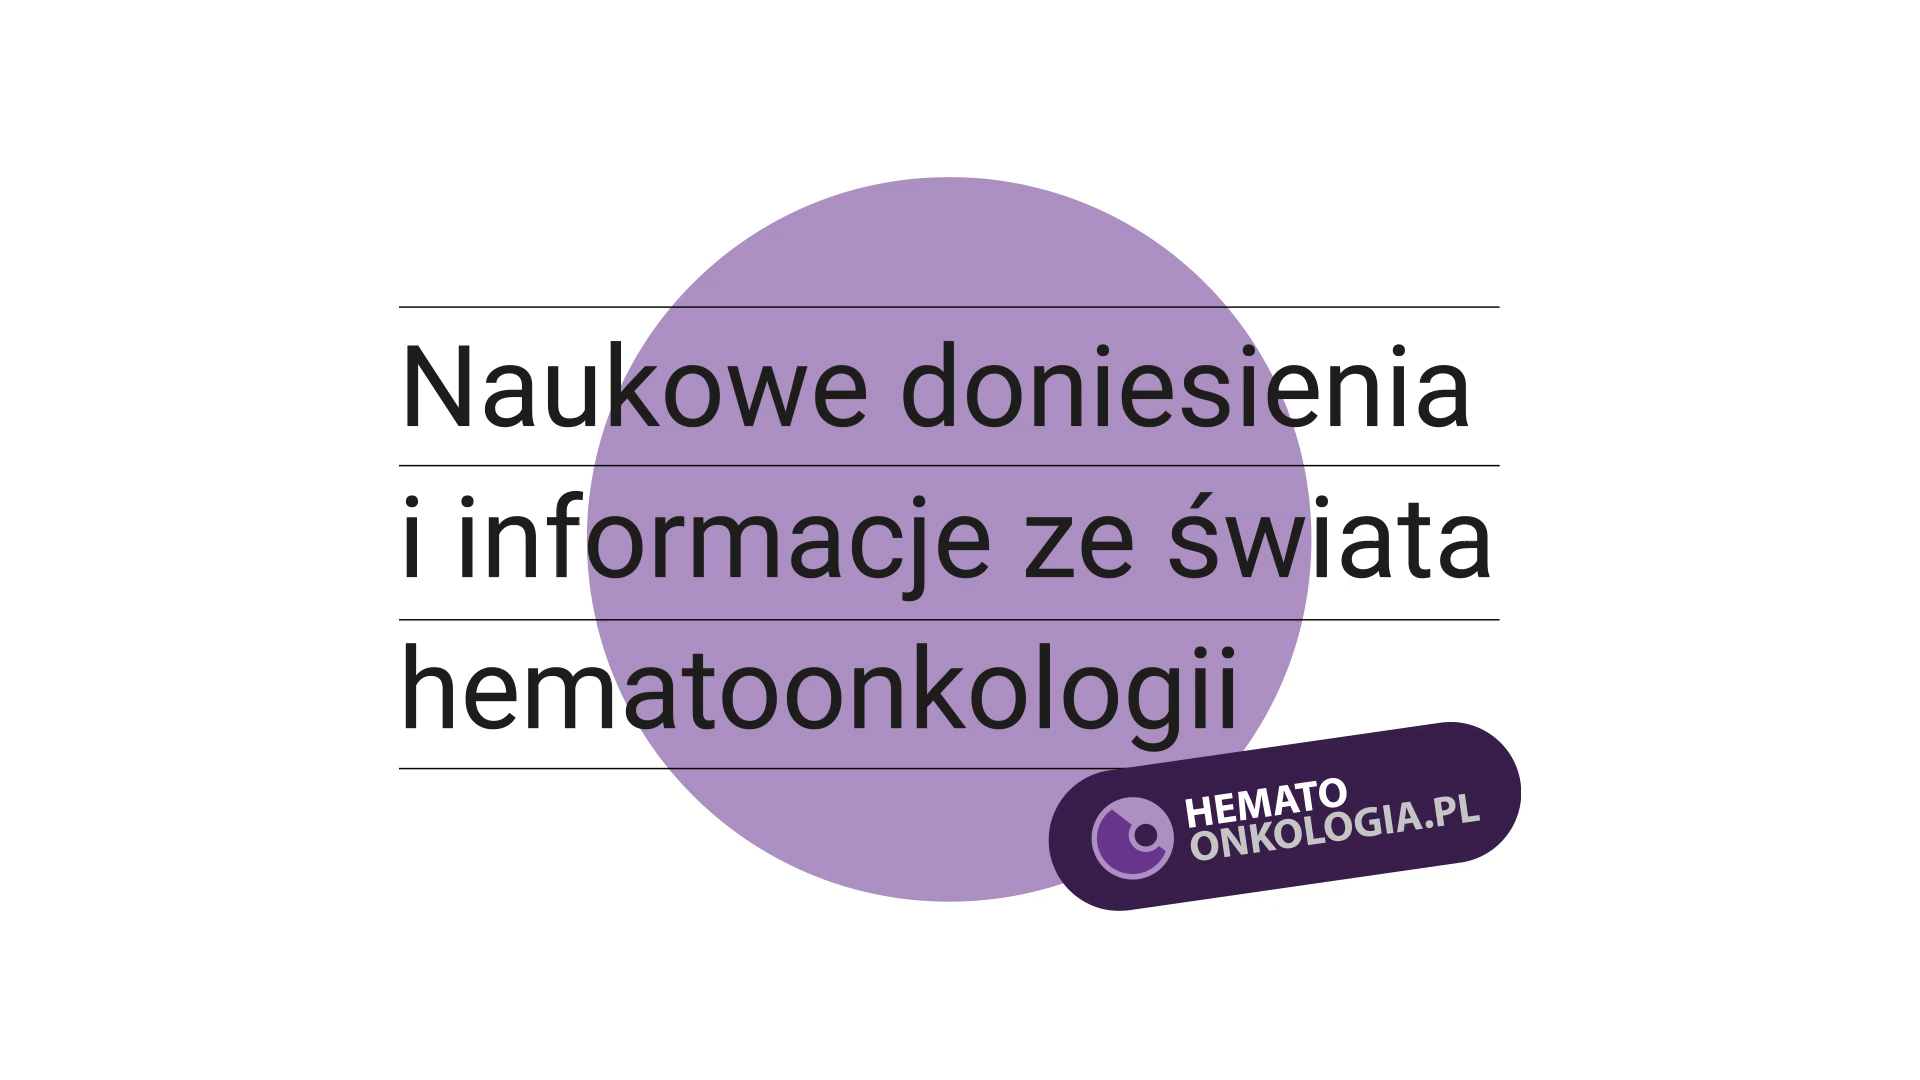 Naukowe doniesienia
i informacje ze świata
hematoonkologii
HEMATO
ONKOLOGIA.PL